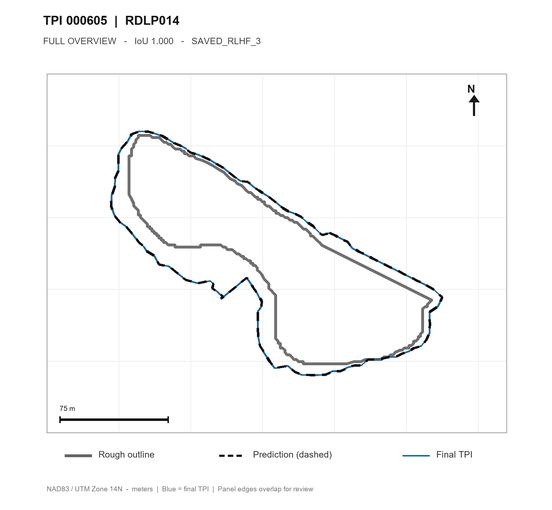 TPI 000605 | RDLP014
FULL OVERVIEW - IoU 1.000 - SAVED_RLHF_3
N
75 m
Rough outline
Prediction (dashed)
Final TPI
NAD83 / UTM Zone 14N - meters | Blue = final TPI | Panel edges overlap for review